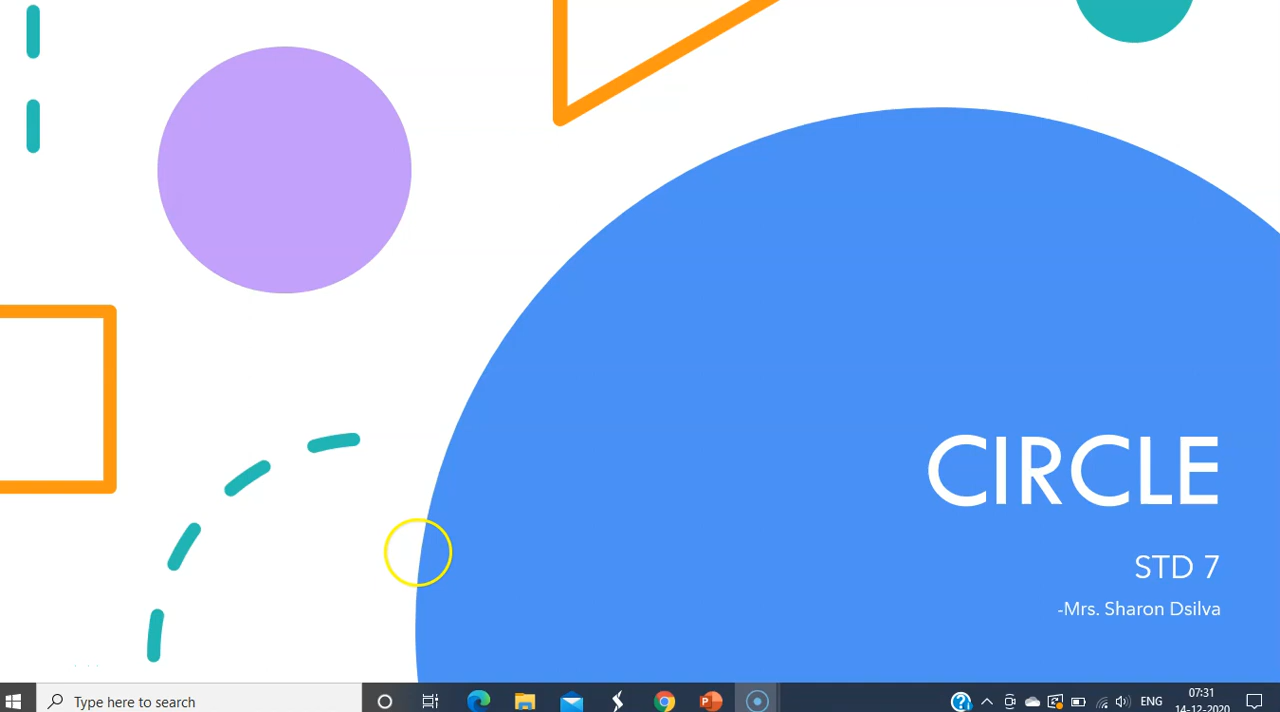 CIRCLE
STD 7
-Mrs. Sharon Dsilva
Type here to search
ENG
07:31
14-12-2020